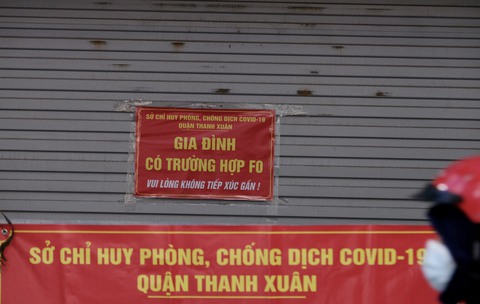 SỞ CHỈ HUY PHÒNG, CHỐNG DỊCH COVID-19
QUẬN THANH XUÂN
GIA ĐÌNH
CÓ TRƯỜNG HỢP F0
VUI LÒNG KHÔNG TIẾP XÚC GẦN !
SỞ CHỈ HUY PHÒNG, CHỐNG DỊCH COVID-19
QUẬN THANH XUÂN